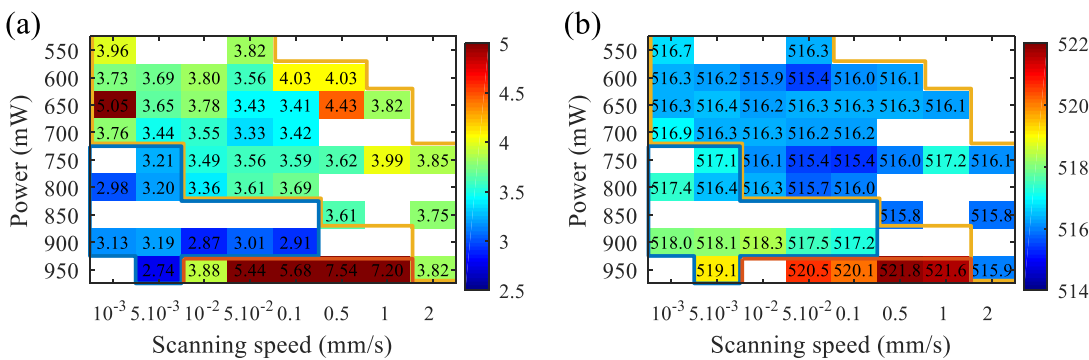 (a)
550 3.96 3.82
600 3.73 3.69 3.80 3.56 4.03 4.03
650 5.05 3.65 3.78 3.43 3.41 4.43 3.82
700 3.76 3.44 3.55 3.33 3.42
750 3.21 3.49 3.56 3.59 3.62 3.99 3.85
800 2.98 3.20 3.36 3.61 3.69
850 3.61 3.75
900 3.13 3.19 2.87 3.01 2.91
950 2.74 3.88 5.44 5.68 7.54 7.20 3.82
10⁻³ 5.10⁻³ 10⁻² 5.10⁻² 0.1 0.5 1 2
Scanning speed (mm/s)
Power (mW)
5
4.5
4
3.5
3
2.5
(b)
550 516.7 516.3
600 516.3 516.2 515.9 515.4 516.0 516.1
650 516.3 516.4 516.2 516.3 516.3 516.3 516.1
700 516.9 516.3 516.3 516.2 516.2
750 517.1 516.1 515.4 515.4 516.0 517.2 516.1
800 517.4 516.4 516.3 515.7 516.0
850 515.8 515.8
900 518.0 518.1 518.3 517.5 517.2
950 519.1 520.5 520.1 521.8 521.6 515.9
10⁻³ 5.10⁻³ 10⁻² 5.10⁻² 0.1 0.5 1 2
Scanning speed (mm/s)
Power (mW)
522
520
518
516
514